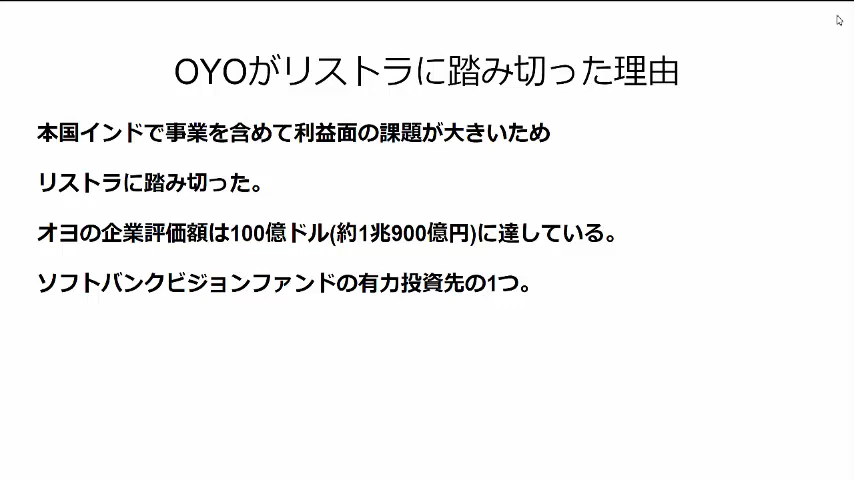 OYOがリストラに踏み切った理由
本国インドで事業を含めて利益面の課題が大きいため
リストラに踏み切った。
オヨの企業評価額は100億ドル(約1兆900億円)に達している。
ソフトバンクビジョンファンドの有力投資先の1つ。